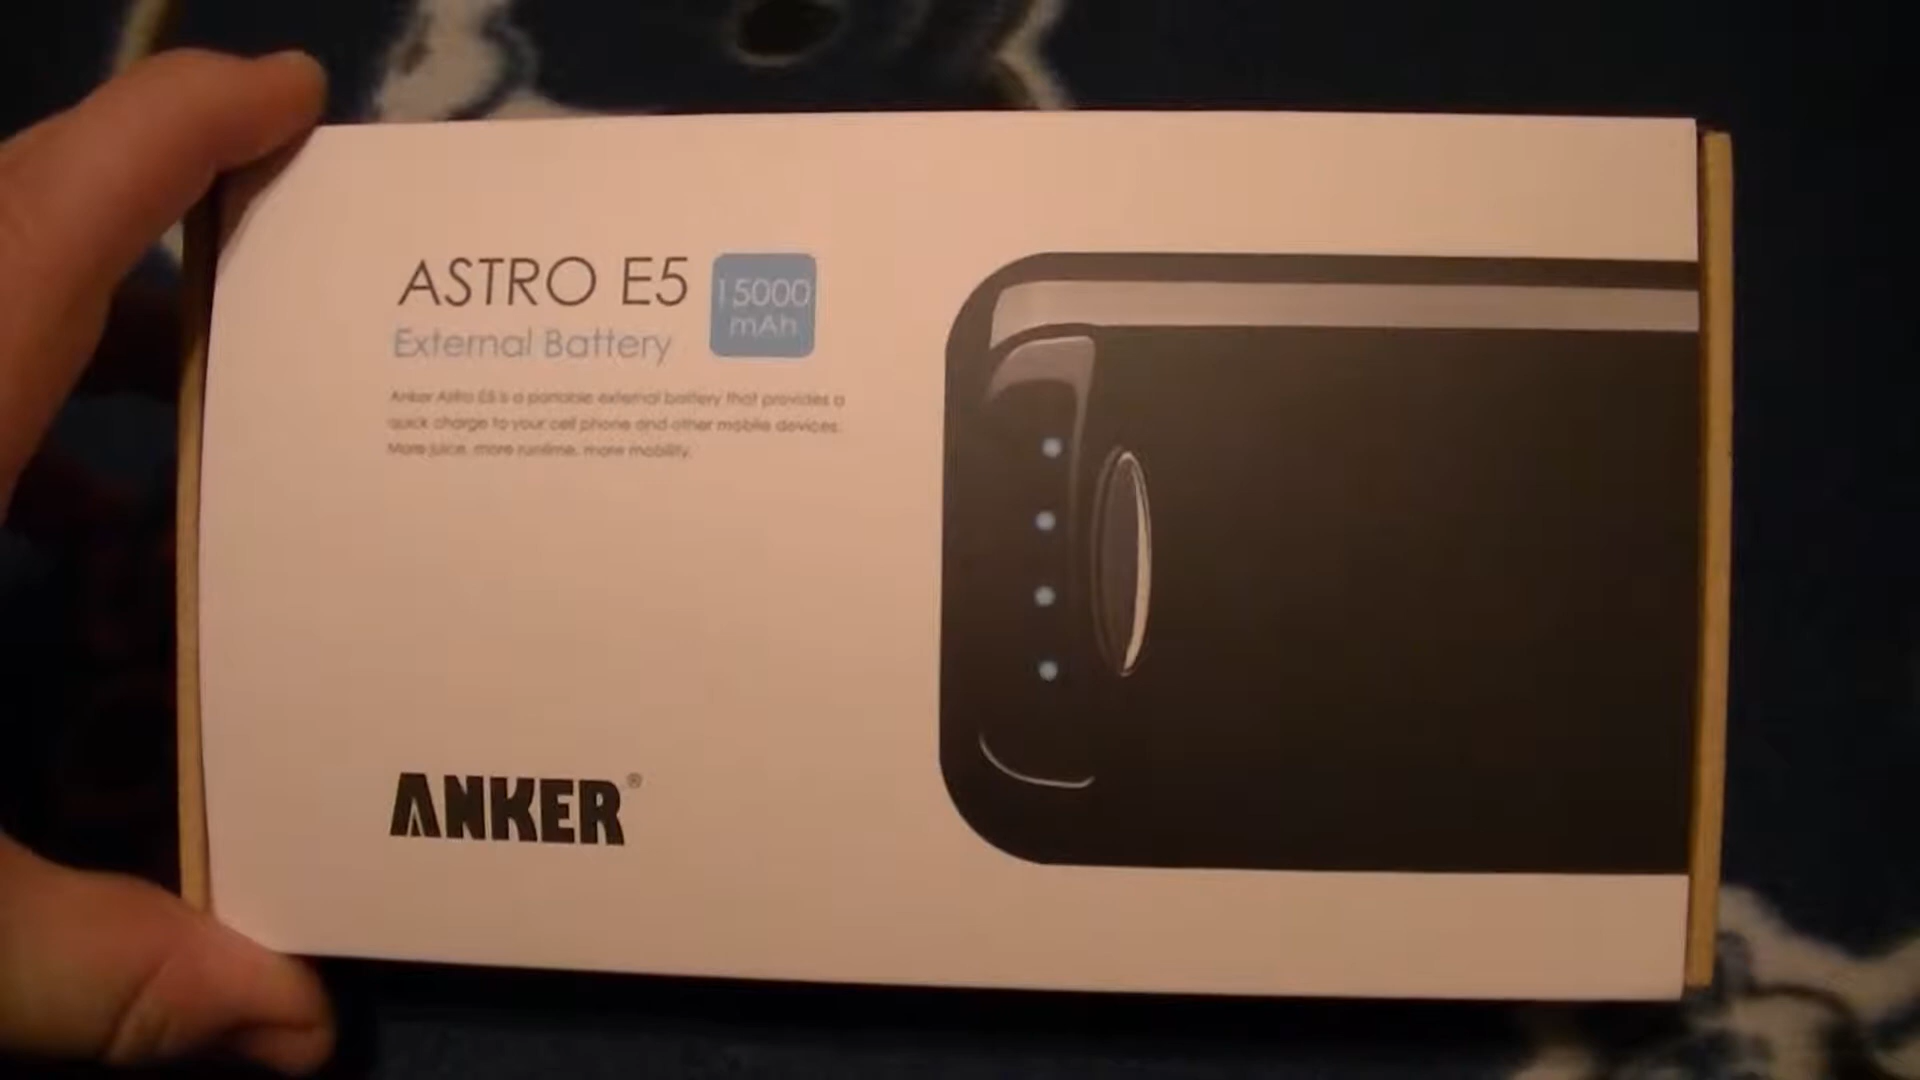 ASTRO E5
15000
mAh
External Battery
Anker Astro E5 is a portable external battery that provides a
quick charge to your cell phone and other mobile devices.
More juice, more runtime, more mobility.
ANKER®